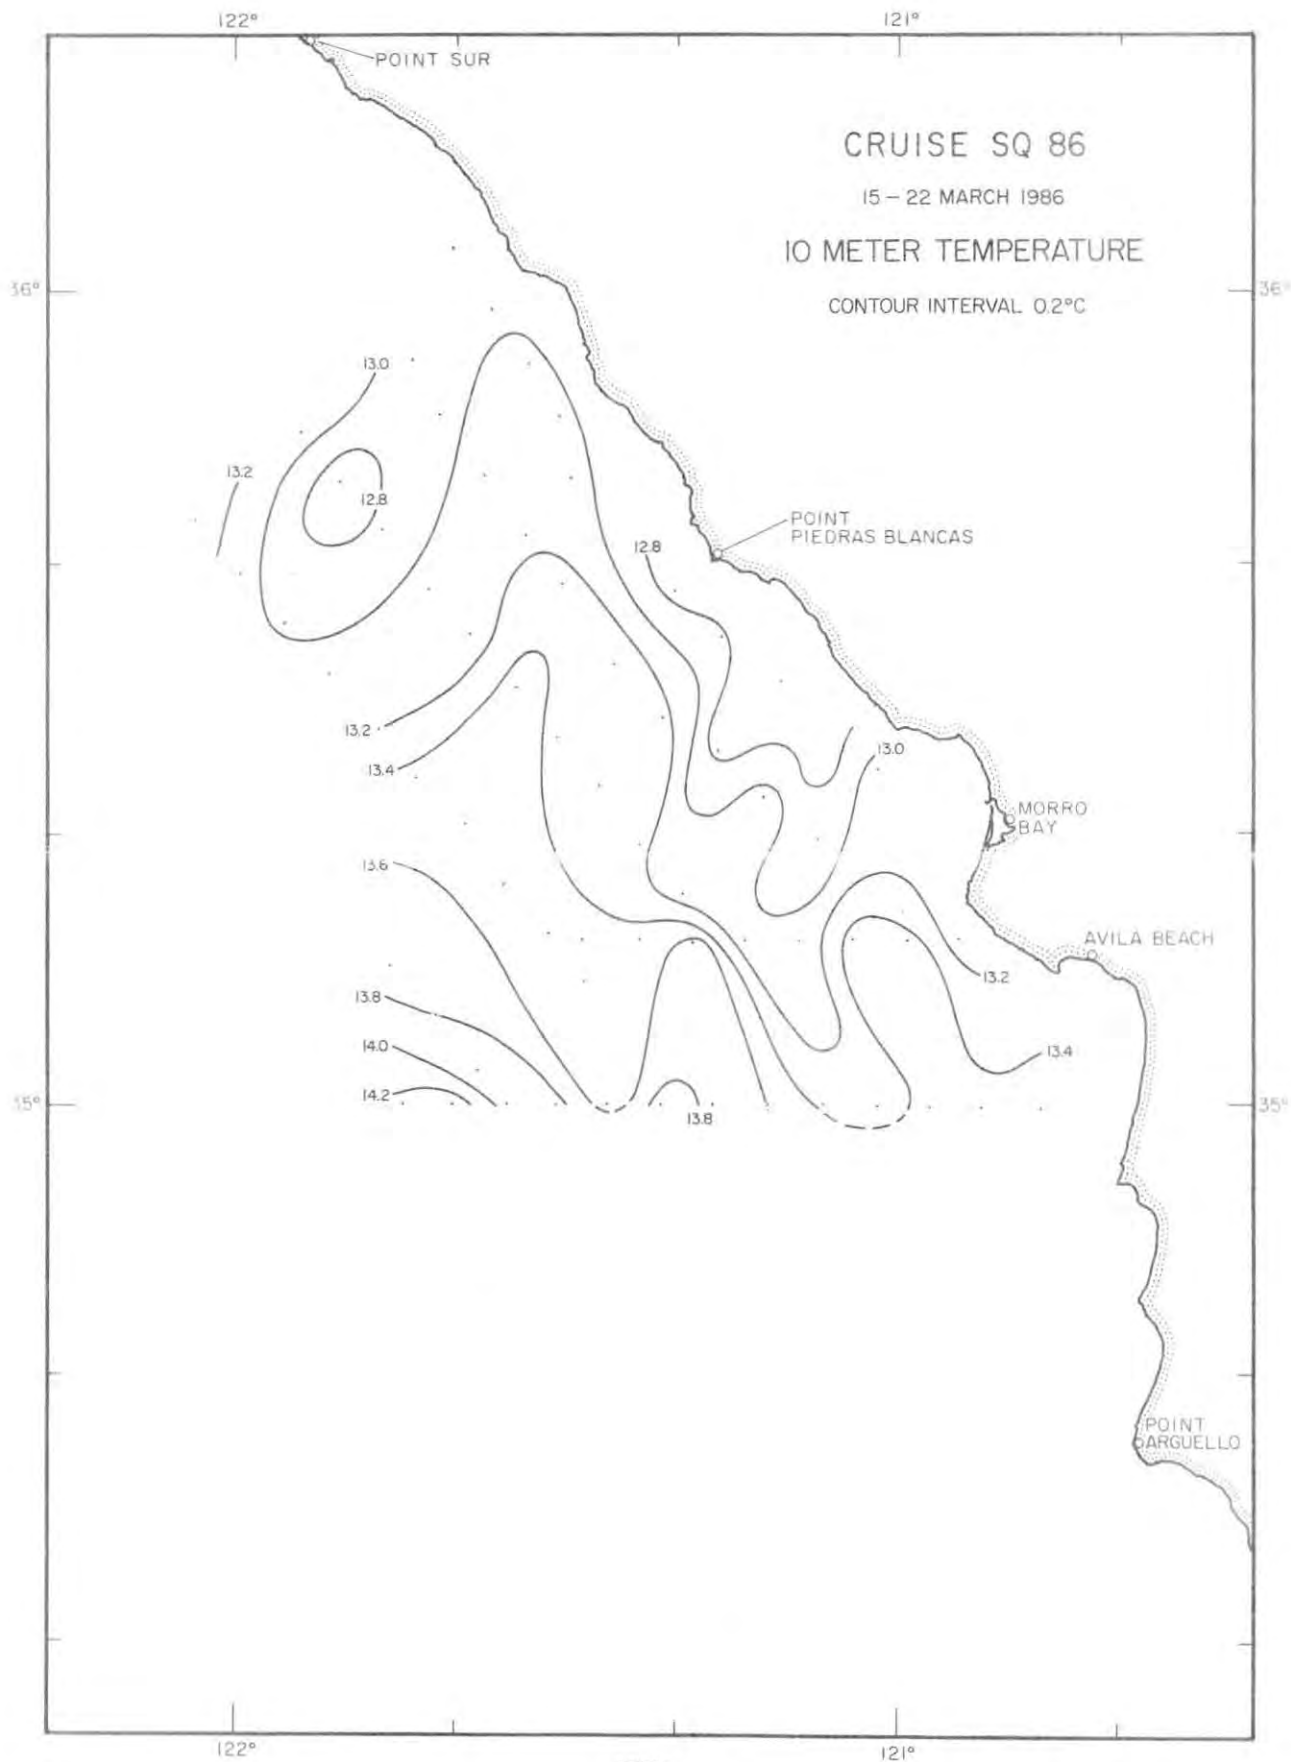 122°
121°
POINT SUR
CRUISE SQ 86
15 – 22 MARCH 1986
10 METER TEMPERATURE
CONTOUR INTERVAL 0.2°C
36°
36°
13.0
13.2
12.8
POINT
PIEDRAS BLANCAS
12.8
13.2
13.0
13.4
MORRO
BAY
13.6
AVILA BEACH
13.2
13.8
14.0
13.4
14.2
35°
35°
13.8
POINT
ARGUELLO
122°
121°